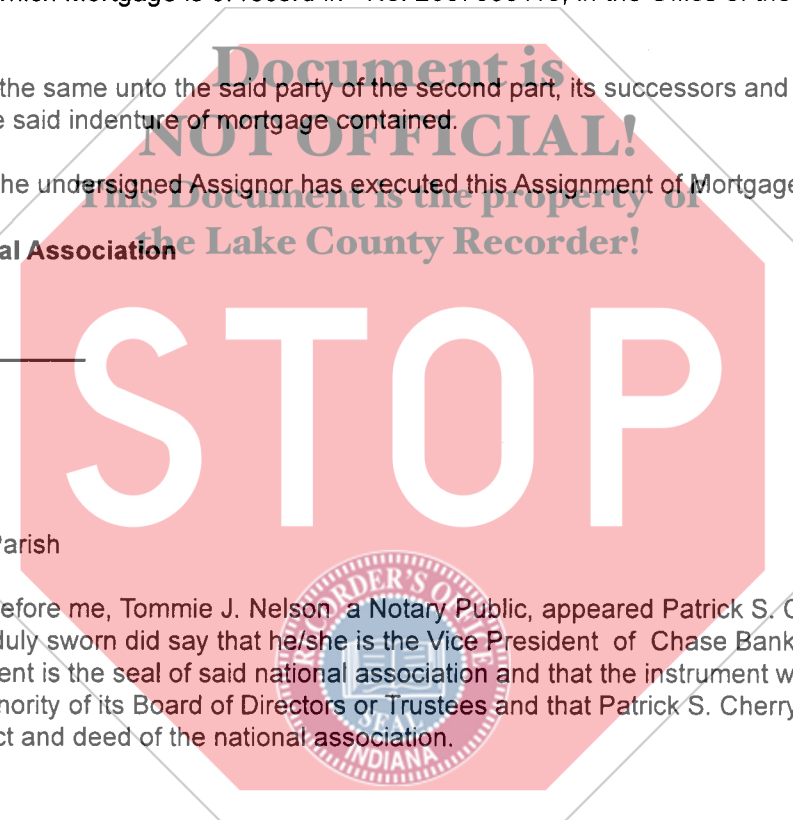 the same unto the said party of the second part, its successors and
said indenture of mortgage contained.
he undersigned Assignor has executed this Assignment of Mortgage
al Association
Document is
NOT OFFICIAL!
This Document is the property of
the Lake County Recorder!
STOP
Parish
efore me, Tommie J. Nelson a Notary Public, appeared Patrick S. C
duly sworn did say that he/she is the Vice President of Chase Bank
ent is the seal of said national association and that the instrument w
nority of its Board of Directors or Trustees and that Patrick S. Cherry
ct and deed of the national association.
RECORDER'S OFFICE
SEAL
INDIANA